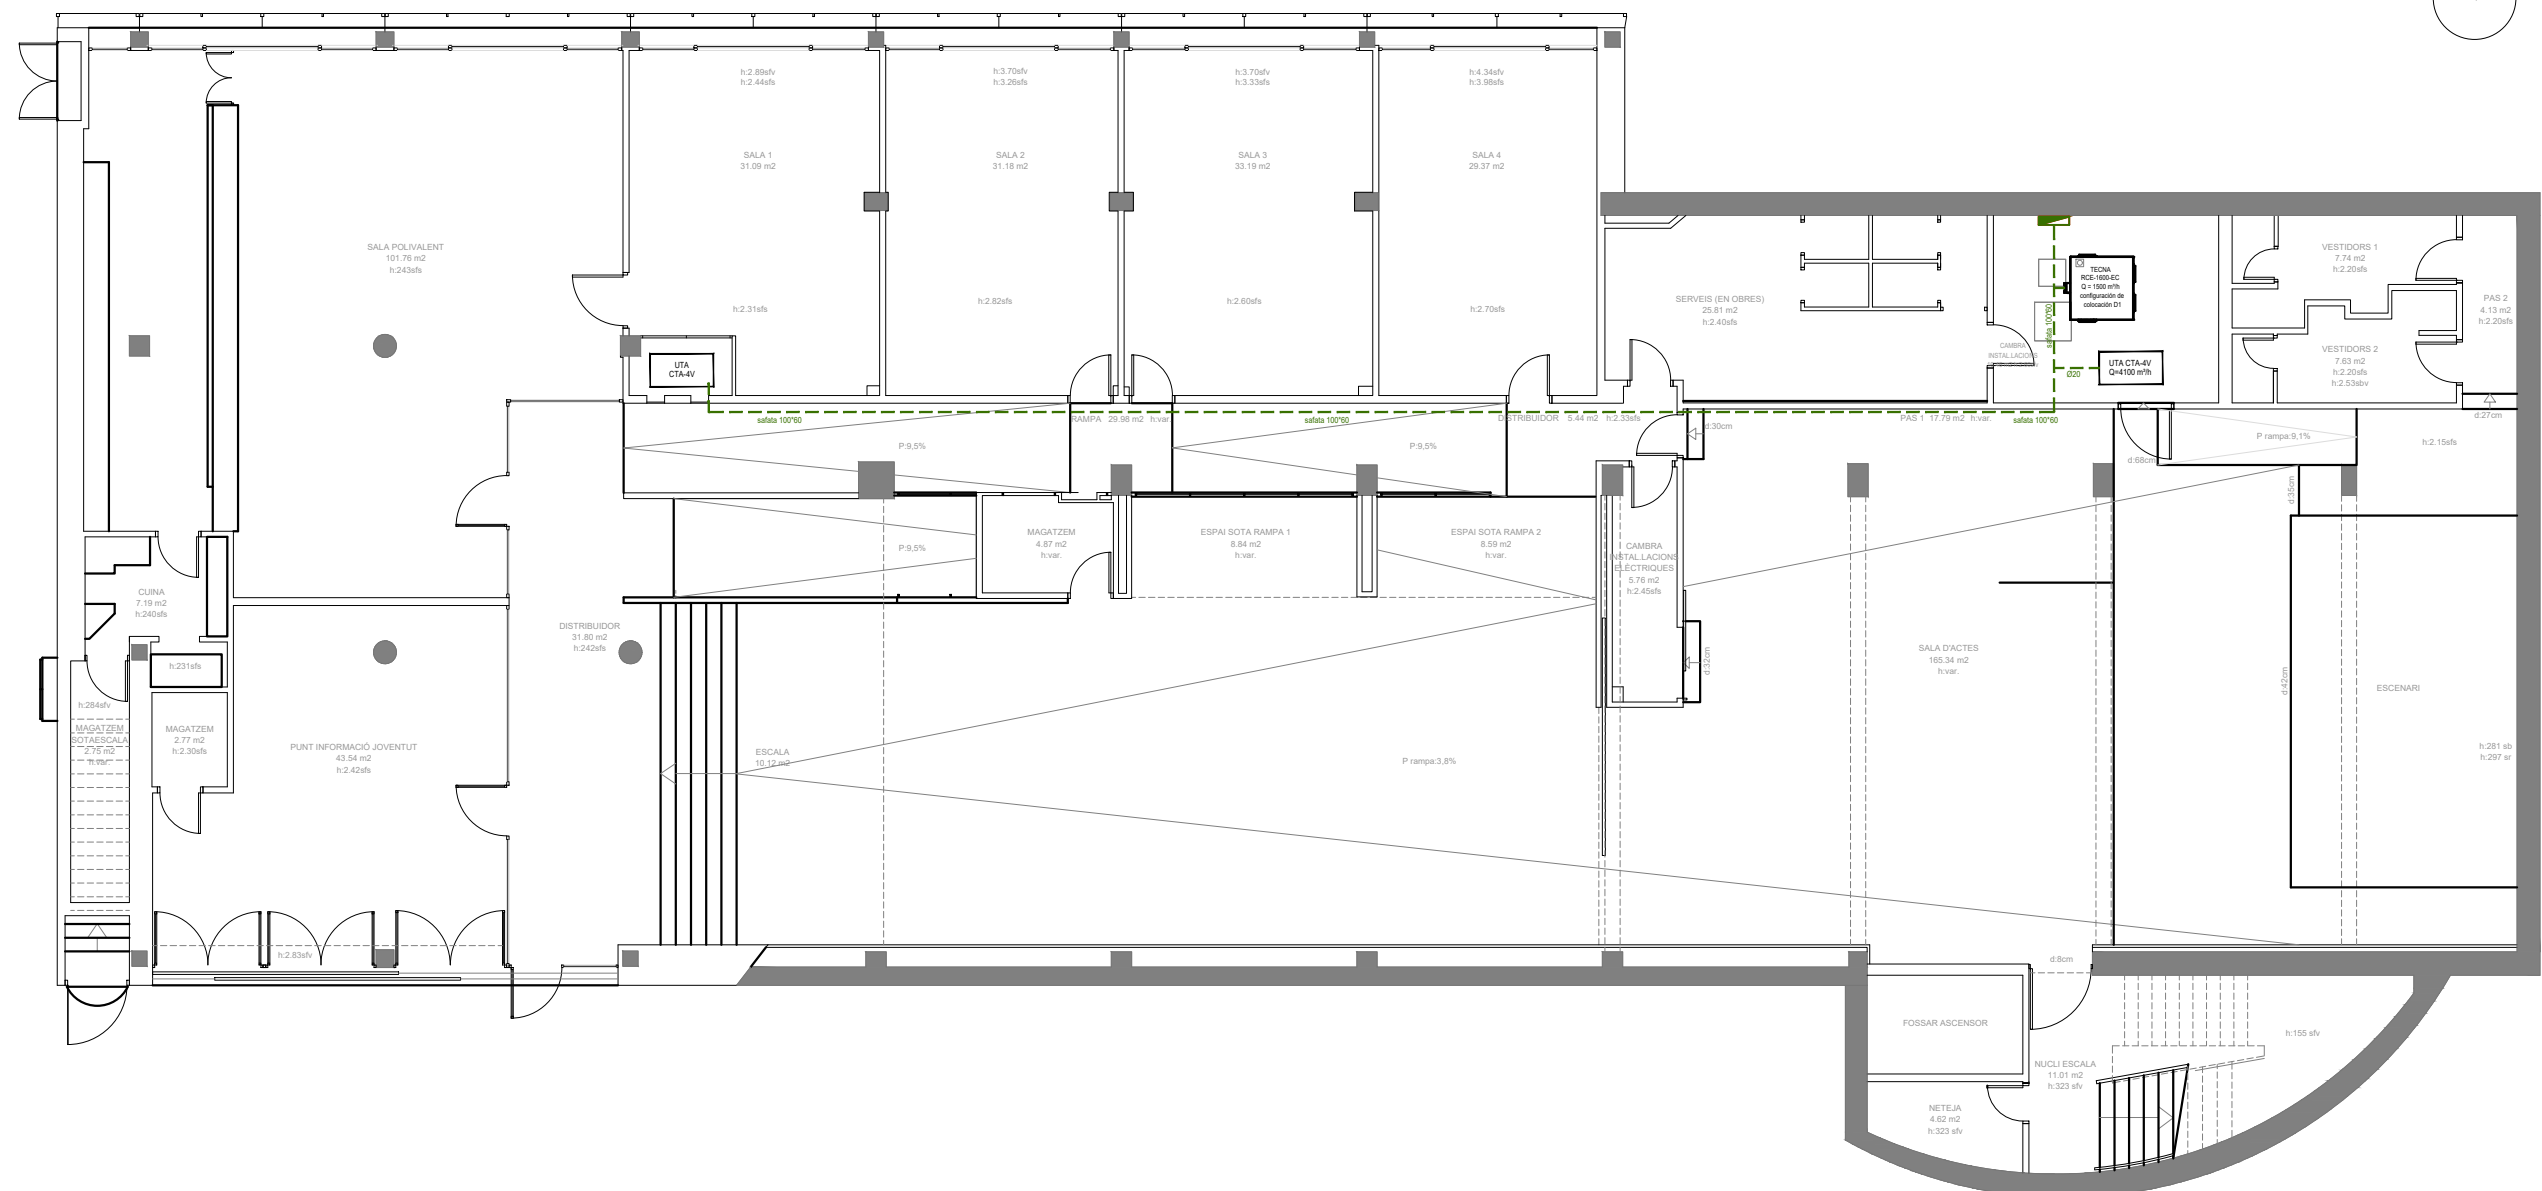 h:2.89sfv
h:2.44sfs
h:3.70sfv
h:3.26sfs
h:3.70sfv
h:3.33sfs
h:4.34sfv
h:3.98sfs
SALA 1
31.09 m2
SALA 2
31.18 m2
SALA 3
33.19 m2
SALA 4
29.37 m2
SALA POLIVALENT
101.76 m2
h:243sfs
h:2.31sfs
h:2.82sfs
h:2.60sfs
h:2.70sfs
SERVEIS (EN OBRES)
25.81 m2
h:2.40sfs
TECNA
RCE-1600-EC
Q = 1500 m³/h
configuración de
colocación D1
safata 100*60
VESTIDORS 1
7.74 m2
h:2.20sfs
PAS 2
4.13 m2
h:2.20sfs
VESTIDORS 2
7.63 m2
h:2.20sfs
h:2.53sbv
CAMBRA
INSTAL.LACIONS
UTA CTA-4V
Q=4100 m³/h
Ø20
UTA
CTA-4V
safata 100*60
RAMPA 29.98 m2 h:var.
safata 100*60
DISTRIBUIDOR 5.44 m2 h:2.33sfs
d:30cm
PAS 1 17.79 m2 h:var.
safata 100*60
d:27cm
P:9,5%
P:9,5%
P rampa:9,1%
h:2.15sfs
d:68cm
d:35cm
P:9,5%
MAGATZEM
4.87 m2
h:var.
ESPAI SOTA RAMPA 1
8.84 m2
h:var.
ESPAI SOTA RAMPA 2
8.59 m2
h:var.
CAMBRA
INSTAL.LACIONS
ELÈCTRIQUES
5.76 m2
h:2.45sfs
CUINA
7.19 m2
h:240sfs
DISTRIBUIDOR
31.80 m2
h:242sfs
h:231sfs
d:32cm
SALA D'ACTES
165.34 m2
h:var.
d:42cm
ESCENARI
h:284sfv
MAGATZEM
SOTAESCALA
2.75 m2
h:var.
MAGATZEM
2.77 m2
h:2.30sfs
PUNT INFORMACIÓ JOVENTUT
43.54 m2
h:2.42sfs
ESCALA
10.12 m2
P rampa:3,8%
h:281 sb
h:297 sr
h:2.83sfv
d:8cm
FOSSAR ASCENSOR
h:155 sfv
NUCLI ESCALA
11.01 m2
h:323 sfv
NETEJA
4.62 m2
h:323 sfv